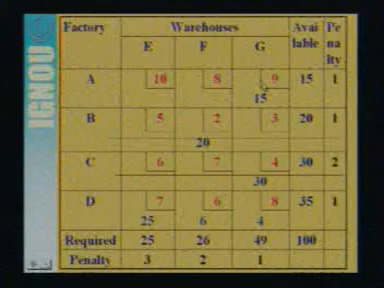 IGNOU
Factory Warehouses Avai lable Pe na lty
E F G
A 10 8 9 15 1
15
B 5 2 3 20 1
20
C 6 7 4 30 2
30
D 7 6 8 35 1
25 6 4
Required 25 26 49 100
Penalty 3 2 1